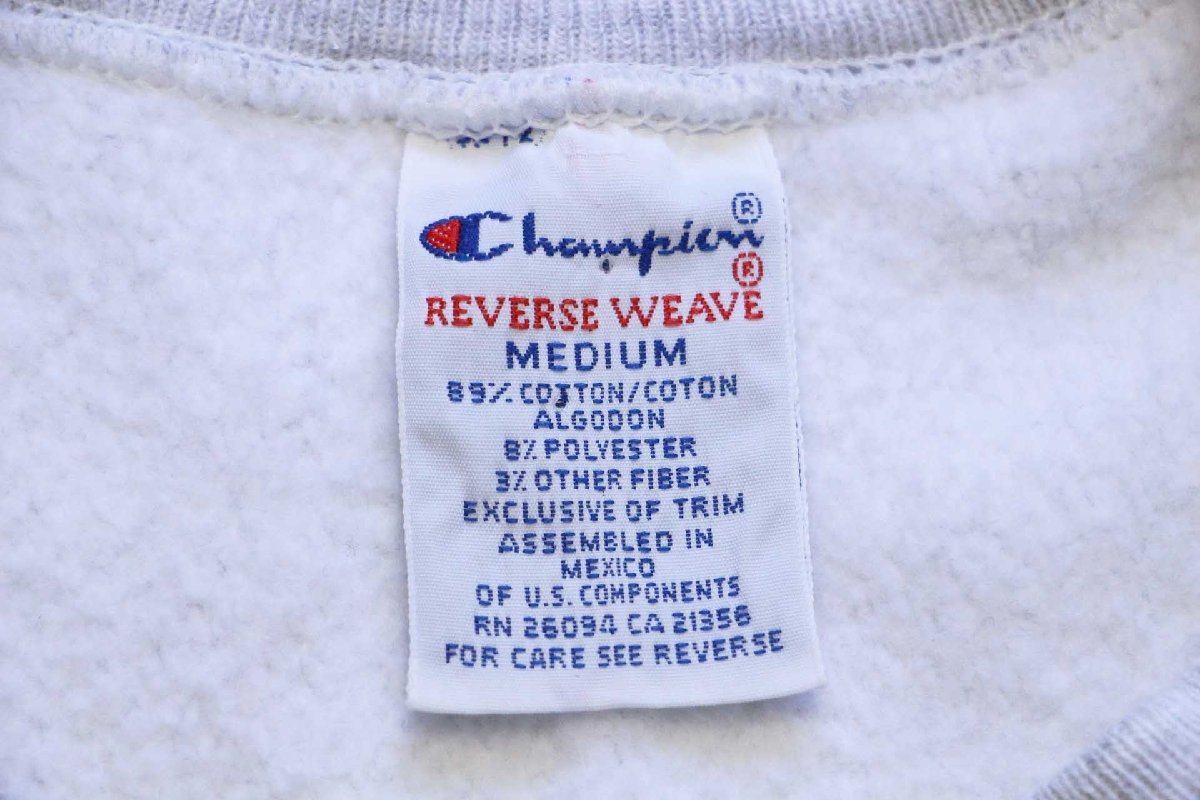 Champion®
REVERSE WEAVE®
MEDIUM
89% COTTON/COTON
ALGODON
8% POLYESTER
3% OTHER FIBER
EXCLUSIVE OF TRIM
ASSEMBLED IN
MEXICO
OF U.S. COMPONENTS
RN 26094 CA 21356
FOR CARE SEE REVERSE